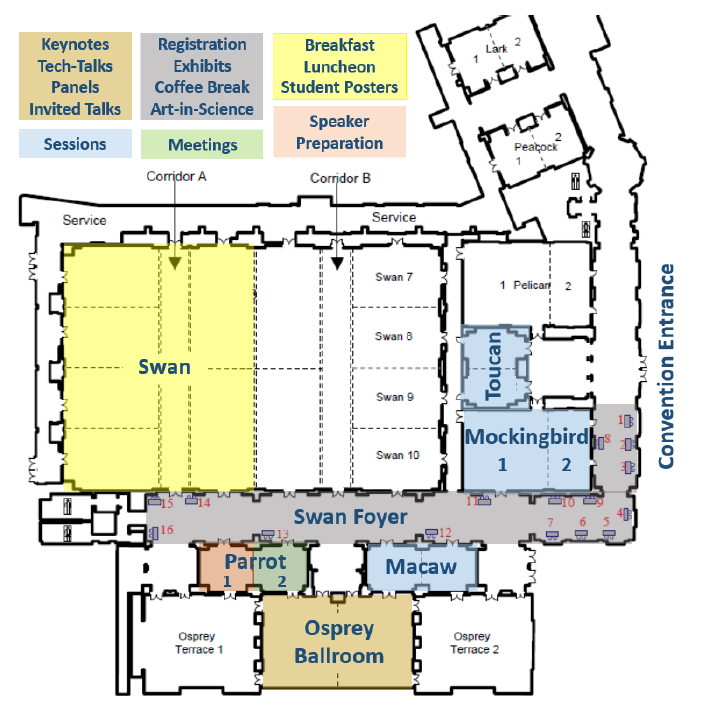 Keynotes
Tech-Talks
Panels
Invited Talks
Registration
Exhibits
Coffee Break
Art-in-Science
Breakfast
Luncheon
Student Posters
Sessions
Meetings
Speaker
Preparation
Lark
1 2
Peacock
1 2
Corridor A
Corridor B
Service
Service
Swan 7
Swan 8
Swan 9
Swan 10
Swan
1 Pelican 2
Toucan
Mockingbird
1 2
Convention Entrance
1
2
8
3
4
5
6
7
9
10
11
12
13
14
15
16
Swan Foyer
Parrot
1 2
Macaw
Osprey
Terrace 1
Osprey
Ballroom
Osprey
Terrace 2